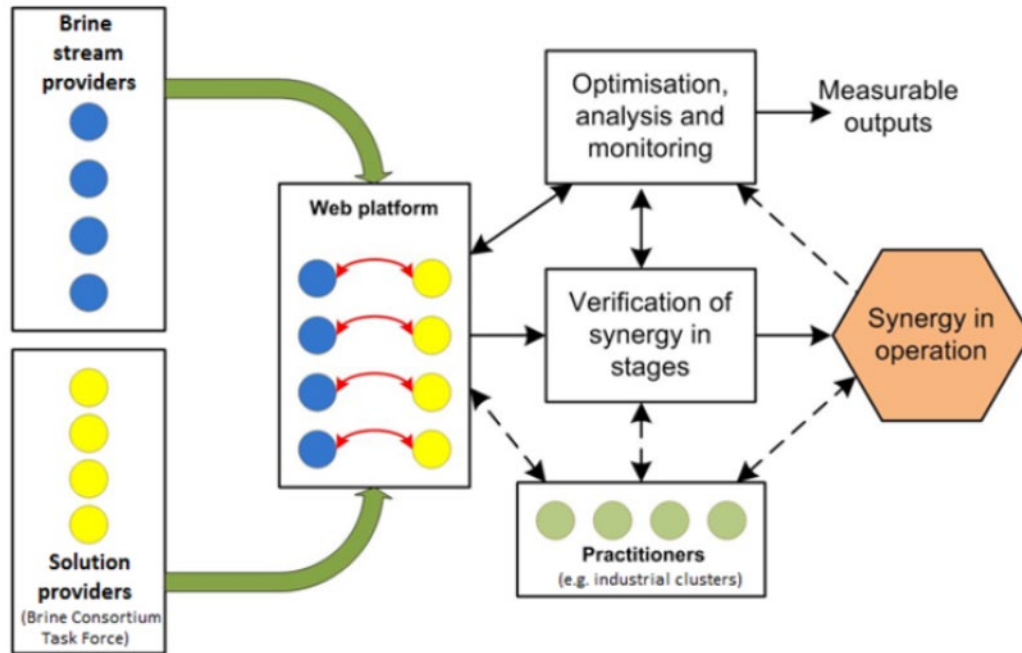 Brine
stream
providers
Solution
providers
(Brine Consortium
Task Force)
Web platform
Optimisation,
analysis and
monitoring
Measurable
outputs
Verification of
synergy in
stages
Synergy in
operation
Practitioners
(e.g. industrial clusters)